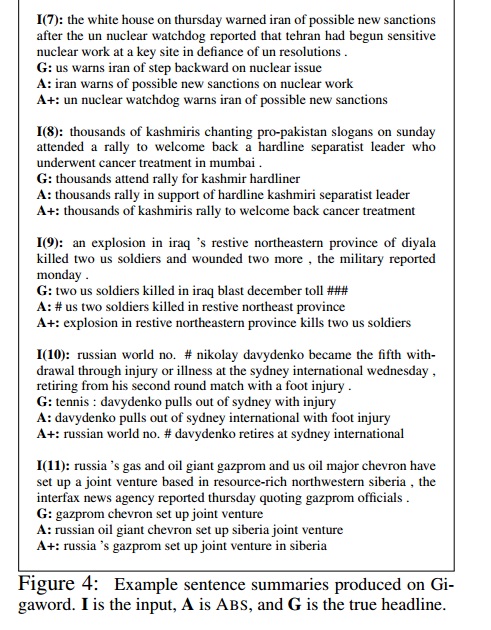 I(7): the white house on thursday warned iran of possible new sanctions
after the un nuclear watchdog reported that tehran had begun sensitive
nuclear work at a key site in defiance of un resolutions .
G: us warns iran of step backward on nuclear issue
A: iran warns of possible new sanctions on nuclear work
A+: un nuclear watchdog warns iran of possible new sanctions
I(8): thousands of kashmiris chanting pro-pakistan slogans on sunday
attended a rally to welcome back a hardline separatist leader who
underwent cancer treatment in mumbai .
G: thousands attend rally for kashmir hardliner
A: thousands rally in support of hardline kashmiri separatist leader
A+: thousands of kashmiris rally to welcome back cancer treatment
I(9): an explosion in iraq 's restive northeastern province of diyala
killed two us soldiers and wounded two more , the military reported
monday .
G: two us soldiers killed in iraq blast december toll ###
A: # us two soldiers killed in restive northeast province
A+: explosion in restive northeastern province kills two us soldiers
I(10): russian world no. # nikolay davydenko became the fifth with-
drawal through injury or illness at the sydney international wednesday ,
retiring from his second round match with a foot injury .
G: tennis : davydenko pulls out of sydney with injury
A: davydenko pulls out of sydney international with foot injury
A+: russian world no. # davydenko retires at sydney international
I(11): russia 's gas and oil giant gazprom and us oil major chevron have
set up a joint venture based in resource-rich northwestern siberia , the
interfax news agency reported thursday quoting gazprom officials .
G: gazprom chevron set up joint venture
A: russian oil giant chevron set up siberia joint venture
A+: russia 's gazprom set up joint venture in siberia
Figure 4: Example sentence summaries produced on Gi-
gaword. I is the input, A is ABS, and G is the true headline.